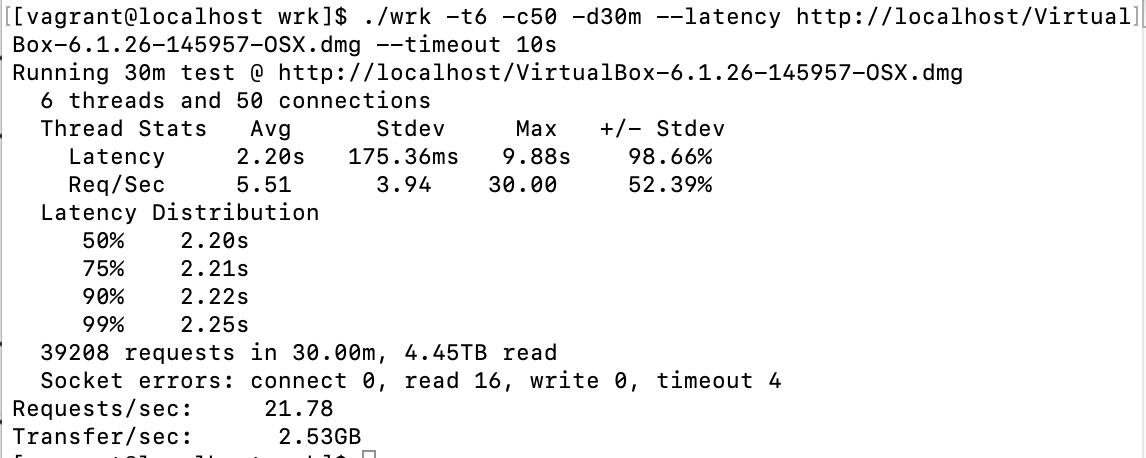 [[vagrant@localhost wrk]$ ./wrk -t6 -c50 -d30m --latency http://localhost/Virtual]
Box-6.1.26-145957-OSX.dmg --timeout 10s
Running 30m test @ http://localhost/VirtualBox-6.1.26-145957-OSX.dmg
  6 threads and 50 connections
  Thread Stats   Avg      Stdev     Max   +/- Stdev
    Latency     2.20s   175.36ms   9.88s    98.66%
    Req/Sec     5.51      3.94    30.00     52.39%
  Latency Distribution
     50%    2.20s
     75%    2.21s
     90%    2.22s
     99%    2.25s
  39208 requests in 30.00m, 4.45TB read
  Socket errors: connect 0, read 16, write 0, timeout 4
Requests/sec:     21.78
Transfer/sec:      2.53GB